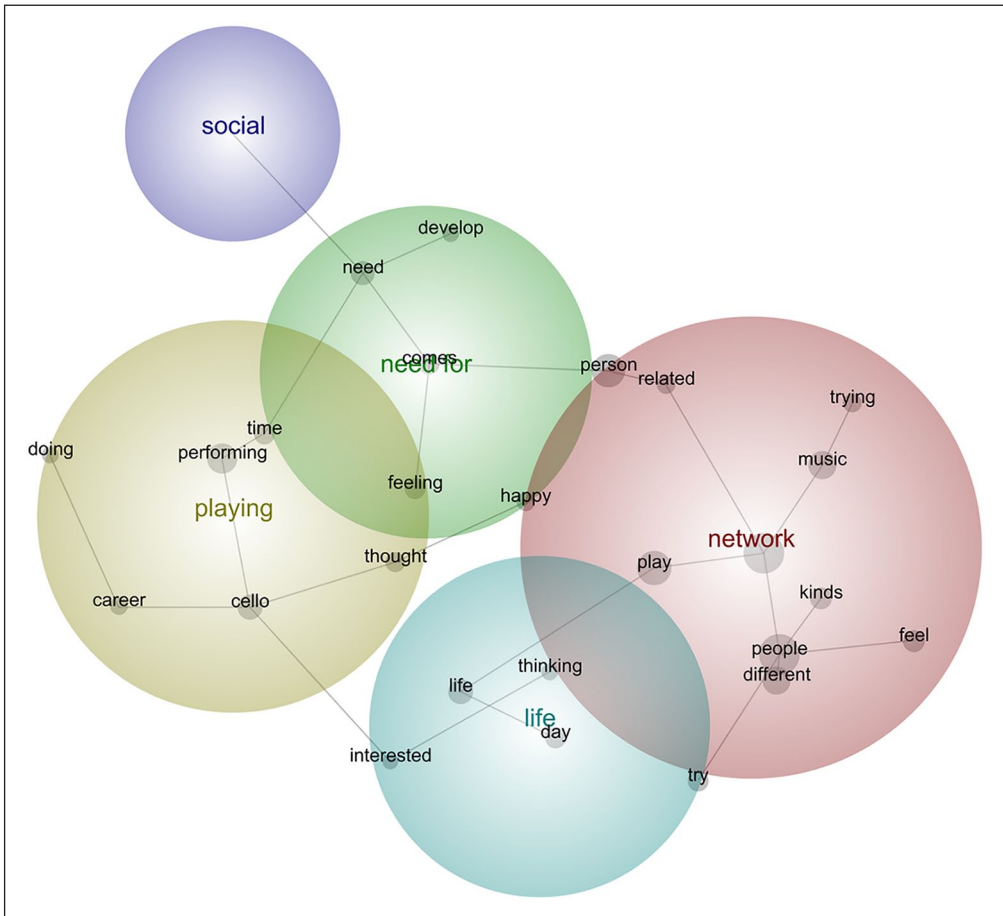 social
develop
need
comes
need for
person
related
trying
time
doing
performing
music
feeling
happy
playing
network
thought
play
kinds
career
cello
feel
people
thinking
different
life
life
day
interested
try